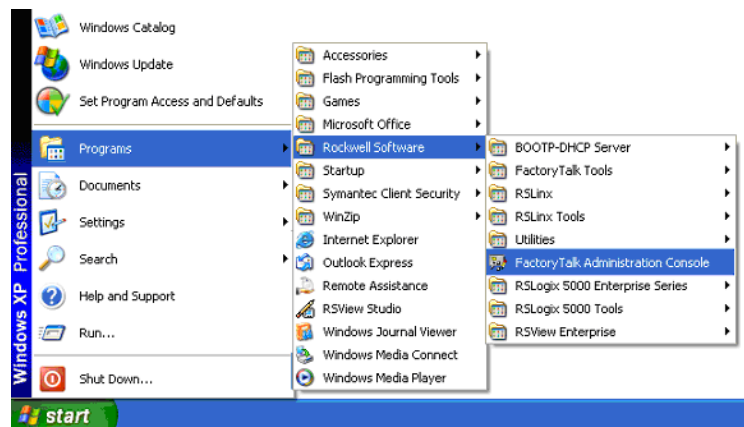 Windows Catalog
Windows Update
Set Program Access and Defaults
Programs
Documents
Settings
Search
Help and Support
Run...
Shut Down...
Windows XP Professional
start
Accessories
Flash Programming Tools
Games
Microsoft Office
Rockwell Software
Startup
Symantec Client Security
WinZip
Internet Explorer
Outlook Express
Remote Assistance
RSView Studio
Windows Journal Viewer
Windows Media Connect
Windows Media Player
BOOTP-DHCP Server
FactoryTalk Tools
RSLinx
RSLinx Tools
Utilities
FactoryTalk Administration Console
RSLogix 5000 Enterprise Series
RSLogix 5000 Tools
RSView Enterprise